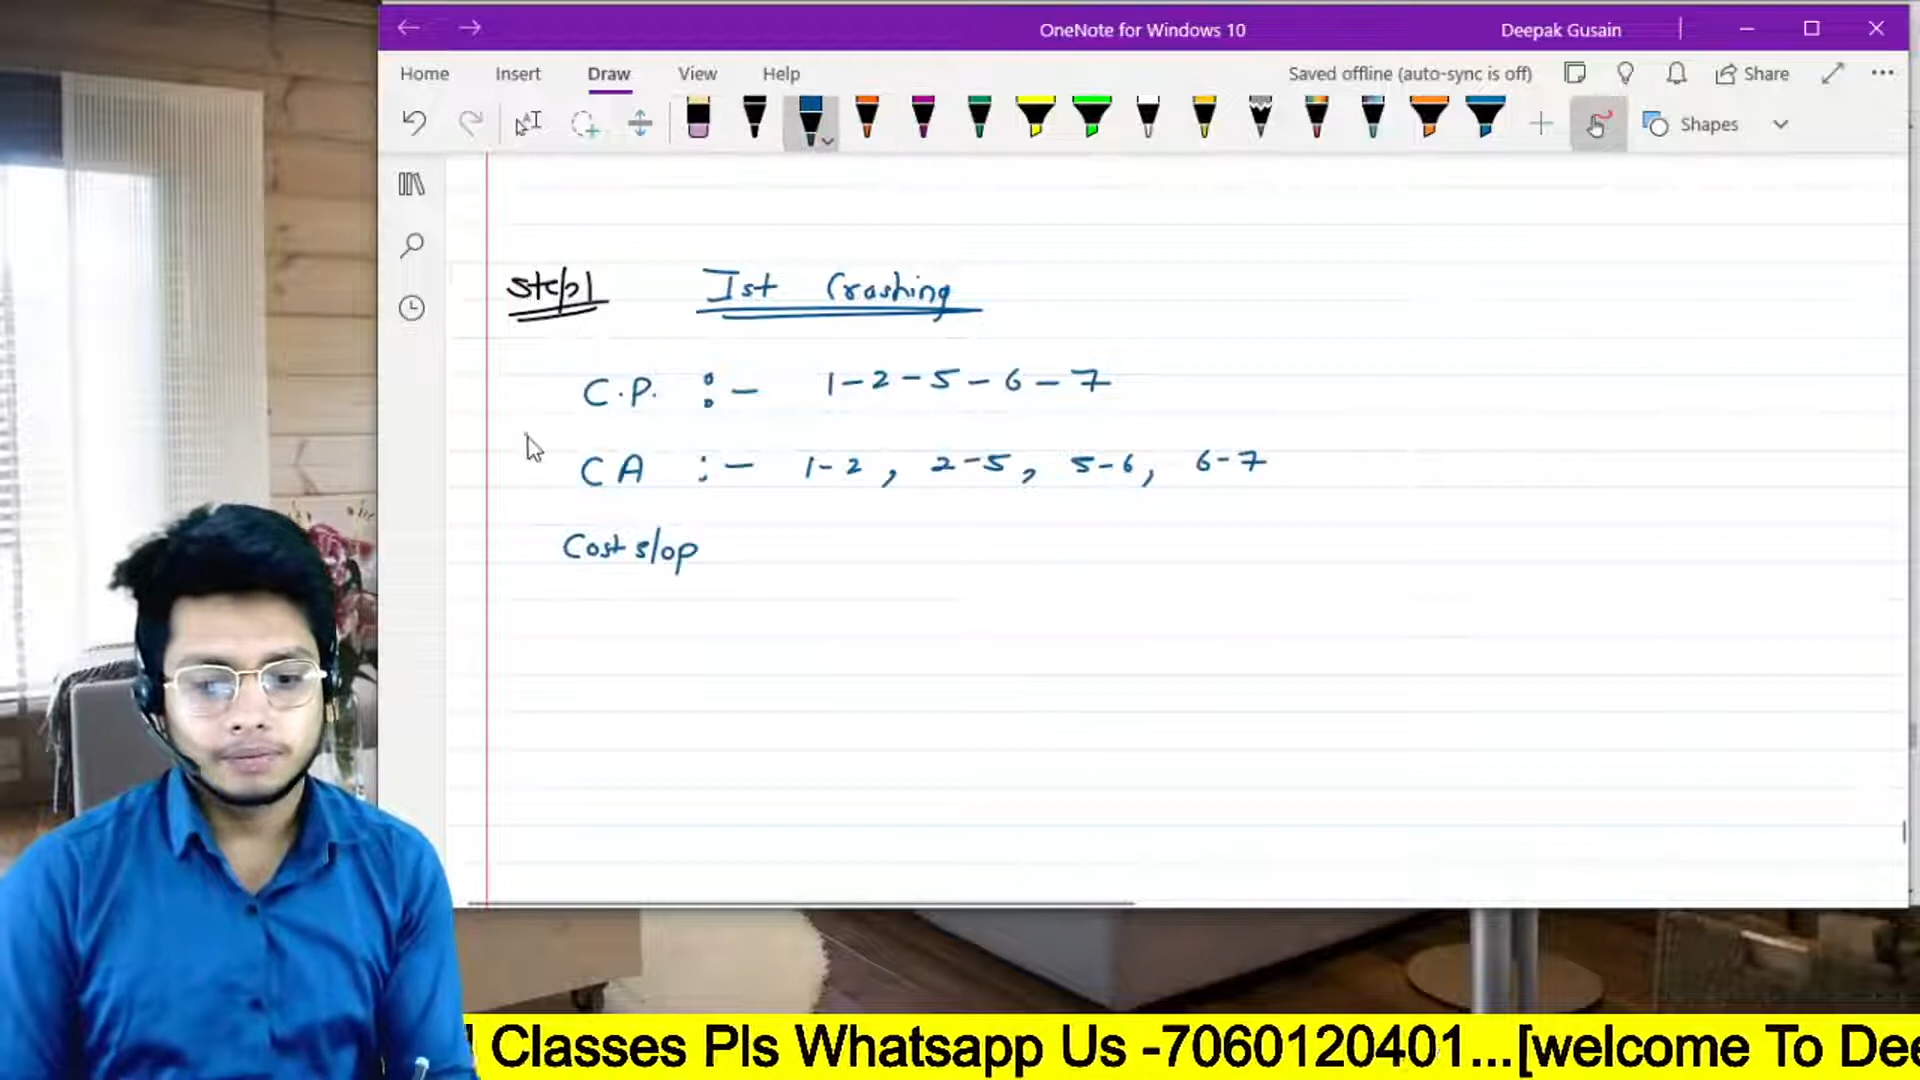 OneNote for Windows 10
Deepak Gusain
Home Insert Draw View Help
Saved offline (auto-sync is off) Share
Shapes
Step1 Ist Crashing
C.P. :- 1-2-5-6-7
CA :- 1-2, 2-5, 5-6, 6-7
Cost slop
Classes Pls Whatsapp Us -7060120401...[welcome To Dee